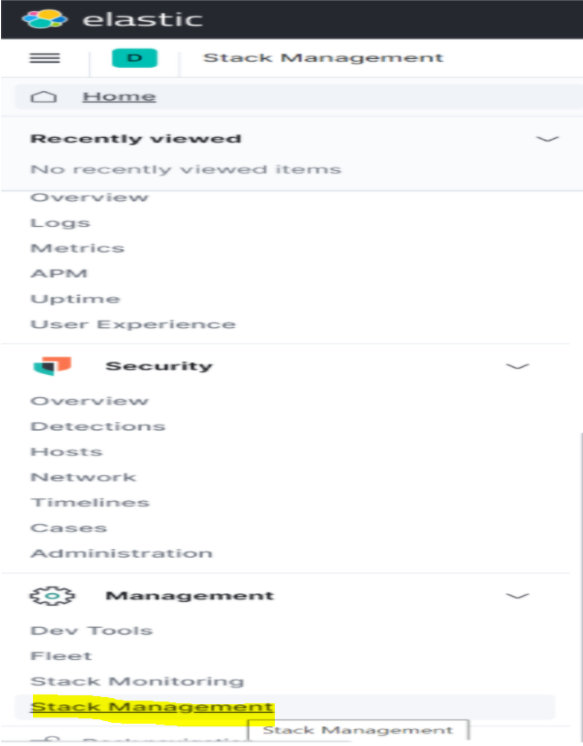 elastic
D Stack Management
Home
Recently viewed
No recently viewed items
Overview
Logs
Metrics
APM
Uptime
User Experience
Security
Overview
Detections
Hosts
Network
Timelines
Cases
Administration
Management
Dev Tools
Fleet
Stack Monitoring
Stack Management
Stack Management